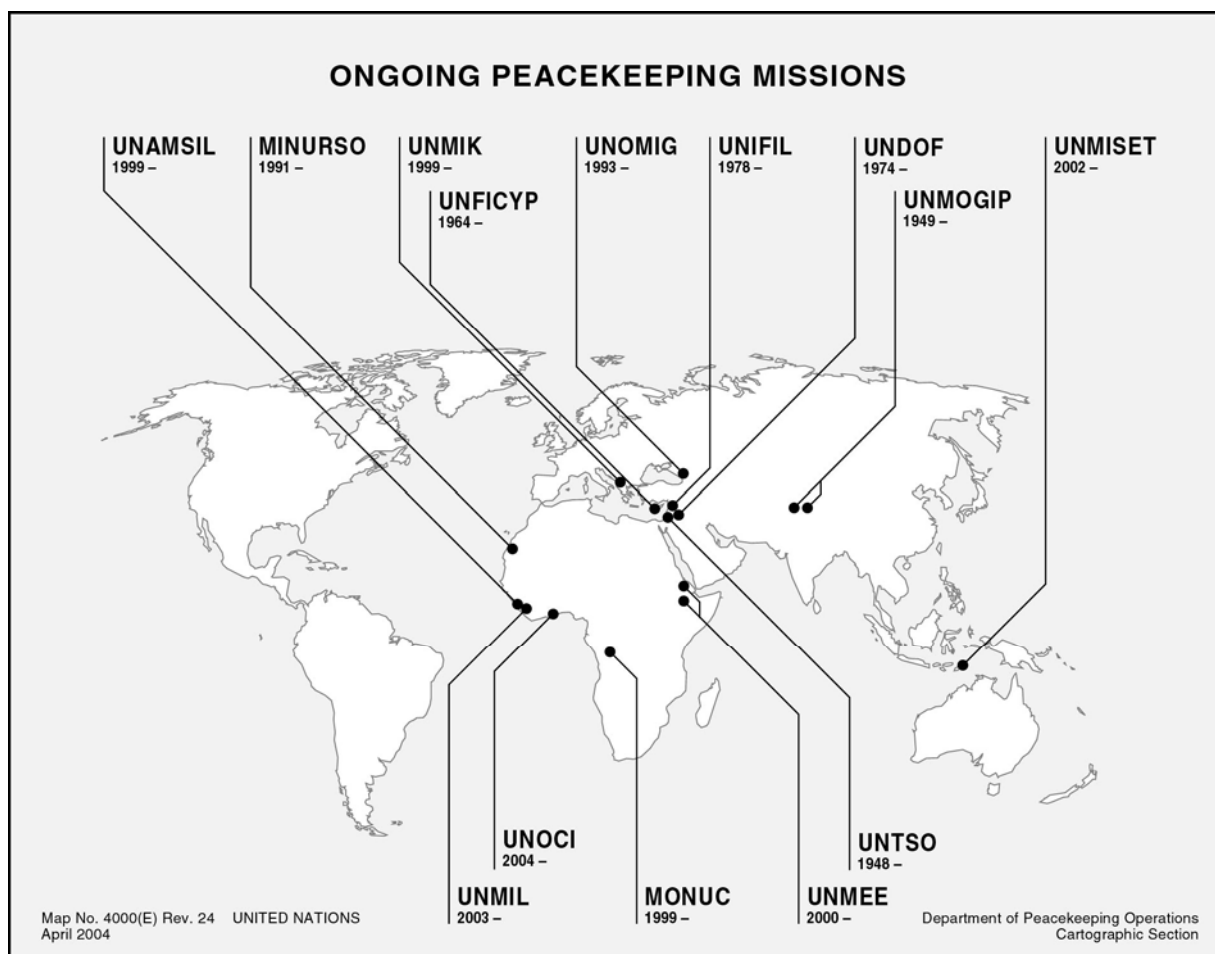 ONGOING PEACEKEEPING MISSIONS
UNAMSIL
1999 –
MINURSO
1991 –
UNMIK
1999 –
UNFICYP
1964 –
UNOMIG
1993 –
UNIFIL
1978 –
UNDOF
1974 –
UNMOGIP
1949 –
UNMISET
2002 –
UNOCI
2004 –
UNTSO
1948 –
UNMIL
2003 –
MONUC
1999 –
UNMEE
2000 –
Map No. 4000(E) Rev. 24 UNITED NATIONS
April 2004
Department of Peacekeeping Operations
Cartographic Section